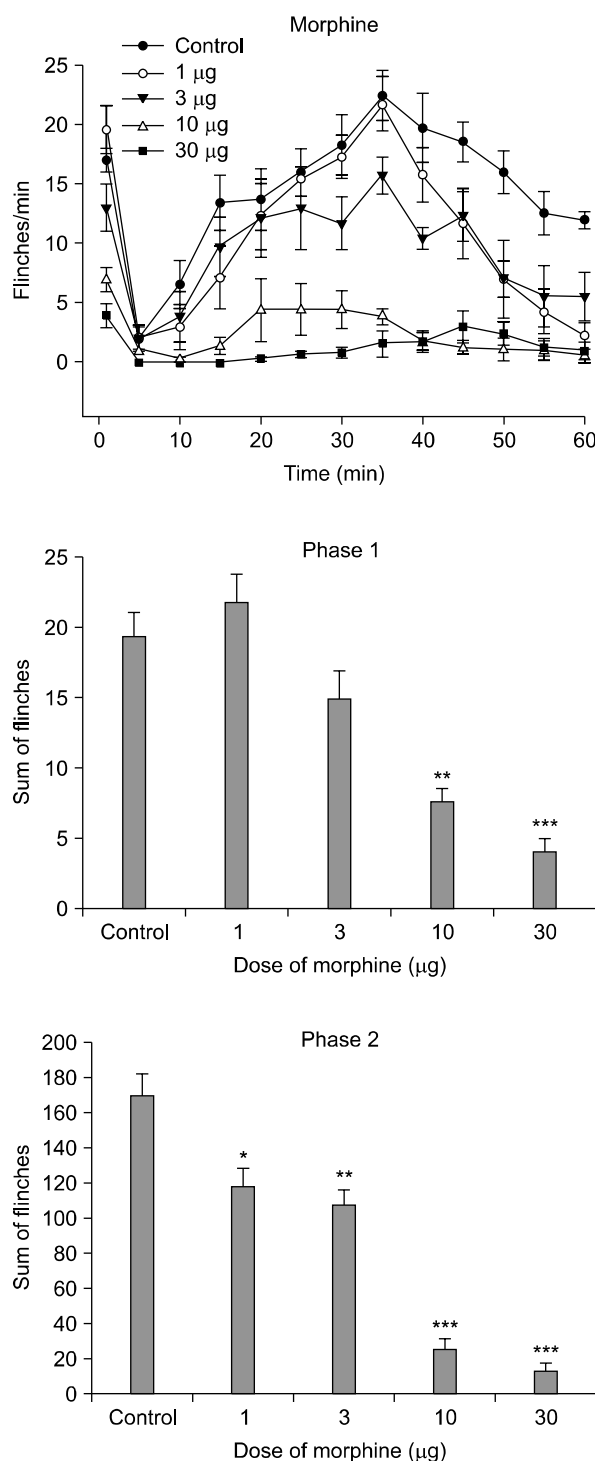 Morphine
Control
1 μg
3 μg
10 μg
30 μg
25
20
15
10
5
0
Flinches/min
0 10 20 30 40 50 60
Time (min)
Phase 1
25
20
15
10
5
0
Sum of flinches
**
***
Control 1 3 10 30
Dose of morphine (μg)
Phase 2
200
180
160
140
120
100
80
60
40
20
0
Sum of flinches
*
**
***
***
Control 1 3 10 30
Dose of morphine (μg)